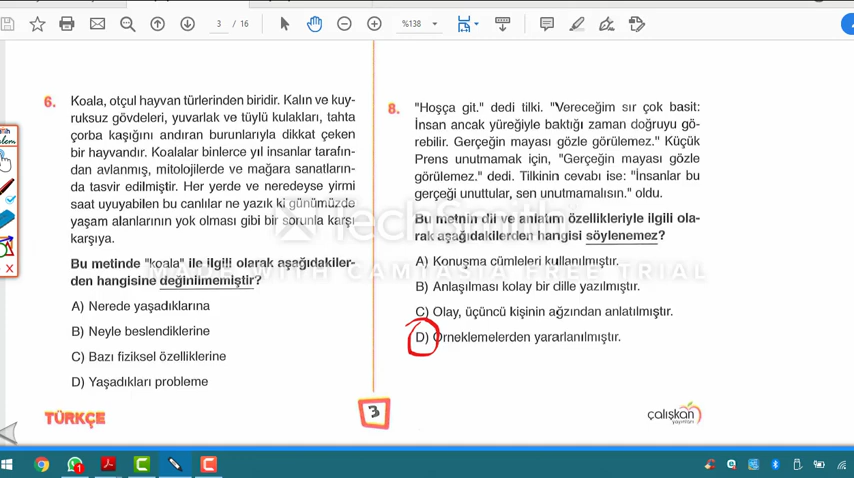 3 / 16
%138
6. Koala, otçul hayvan türlerinden biridir. Kalın ve kuy-
ruksuz gövdeleri, yuvarlak ve tüylü kulakları, tahta
çorba kaşığını andıran burunlarıyla dikkat çeken
bir hayvandır. Koalalar binlerce yıl insanlar tarafın-
dan avlanmış, mitolojilerde ve mağara sanatların-
da tasvir edilmiştir. Her yerde ve neredeyse yirmi
saat uyuyabilen bu canlılar ne yazık ki günümüzde
yaşam alanlarının yok olması gibi bir sorunla karşı
karşıya.
Bu metinde "koala" ile ilgili olarak aşağıdakiler-
den hangisine değinilmemiştir?
A) Nerede yaşadıklarına
B) Neyle beslendiklerine
C) Bazı fiziksel özelliklerine
D) Yaşadıkları probleme
TÜRKÇE
3
8. "Hoşça git." dedi tilki. "Vereceğim sır çok basit:
İnsan ancak yüreğiyle baktığı zaman doğruyu gö-
rebilir. Gerçeğin mayası gözle görülemez." Küçük
Prens unutmamak için, "Gerçeğin mayası gözle
görülemez." dedi. Tilkinin cevabı ise: "İnsanlar bu
gerçeği unuttular, sen unutmamalısın." oldu.
Bu metnin dil ve anlatım özellikleriyle ilgili ola-
rak aşağıdakilerden hangisi söylenemez?
A) Konuşma cümleleri kullanılmıştır.
B) Anlaşılması kolay bir dille yazılmıştır.
C) Olay, üçüncü kişinin ağzından anlatılmıştır.
D) Örneklemelerden yararlanılmıştır.
çalışkan
yayınları
TechSmith
MADE WITH CAMTASIA FREE TRIAL